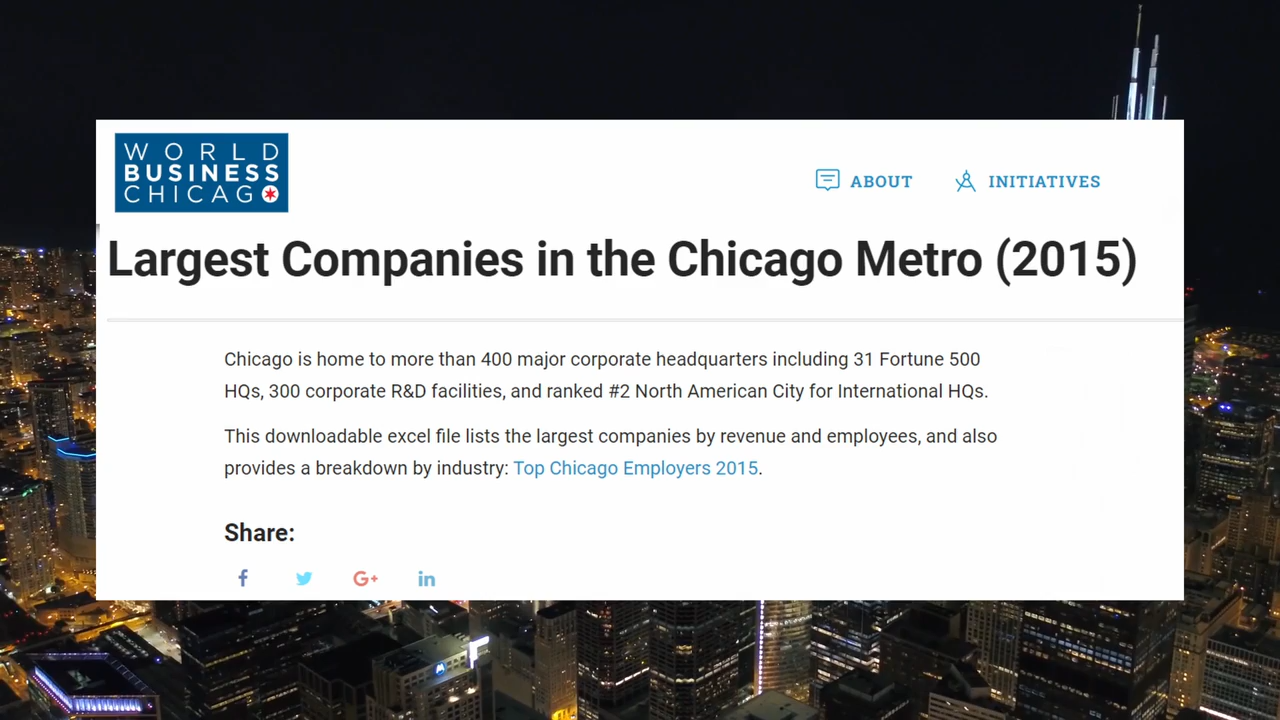 WORLD
BUSINESS
CHICAGO
ABOUT
INITIATIVES
Largest Companies in the Chicago Metro (2015)
Chicago is home to more than 400 major corporate headquarters including 31 Fortune 500
HQs, 300 corporate R&D facilities, and ranked #2 North American City for International HQs.
This downloadable excel file lists the largest companies by revenue and employees, and also
provides a breakdown by industry: Top Chicago Employers 2015.
Share:
f
G+
in